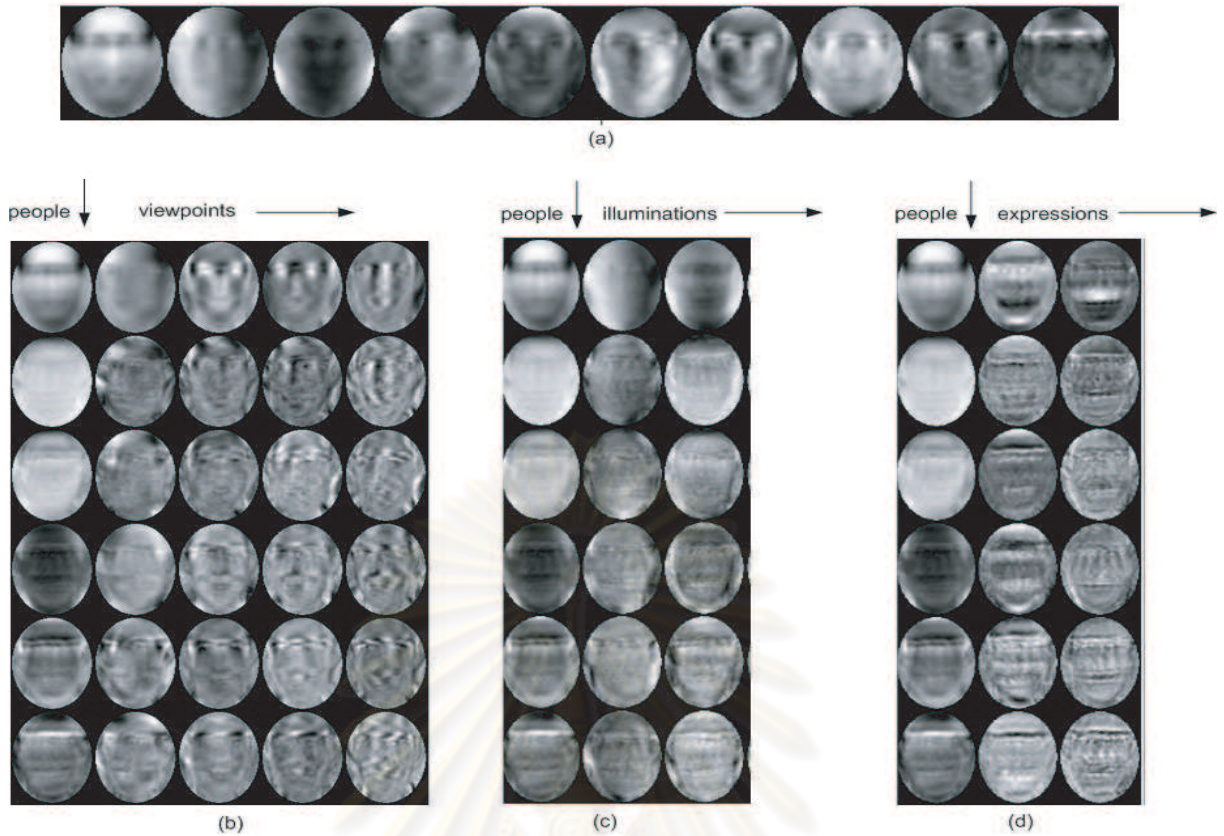 (a)
people viewpoints
people illuminations
people expressions
(b)
(c)
(d)